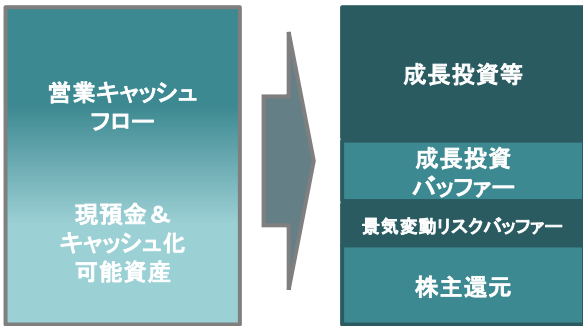 営業キャッシュ
フロー
現預金＆
キャッシュ化
可能資産
成長投資等
成長投資
バッファー
景気変動リスクバッファー
株主還元